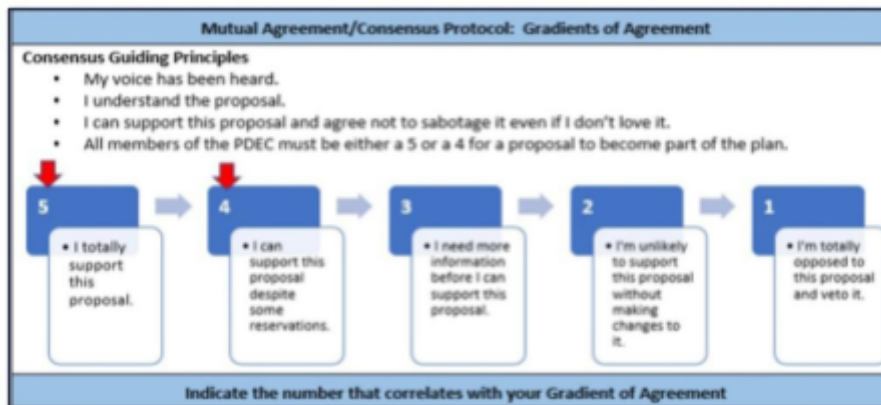 Mutual Agreement/Consensus Protocol: Gradients of Agreement
Consensus Guiding Principles
• My voice has been heard.
• I understand the proposal.
• I can support this proposal and agree not to sabotage it even if I don't love it.
• All members of the PDEC must be either a 5 or a 4 for a proposal to become part of the plan.
5
• I totally
support
this
proposal.
4
• I can
support this
proposal
despite
some
reservations.
3
• I need more
information
before I can
support this
proposal.
2
• I'm unlikely
to support
this proposal
without
making
changes to
it.
1
• I'm totally
opposed to
this proposal
and veto it.
Indicate the number that correlates with your Gradient of Agreement